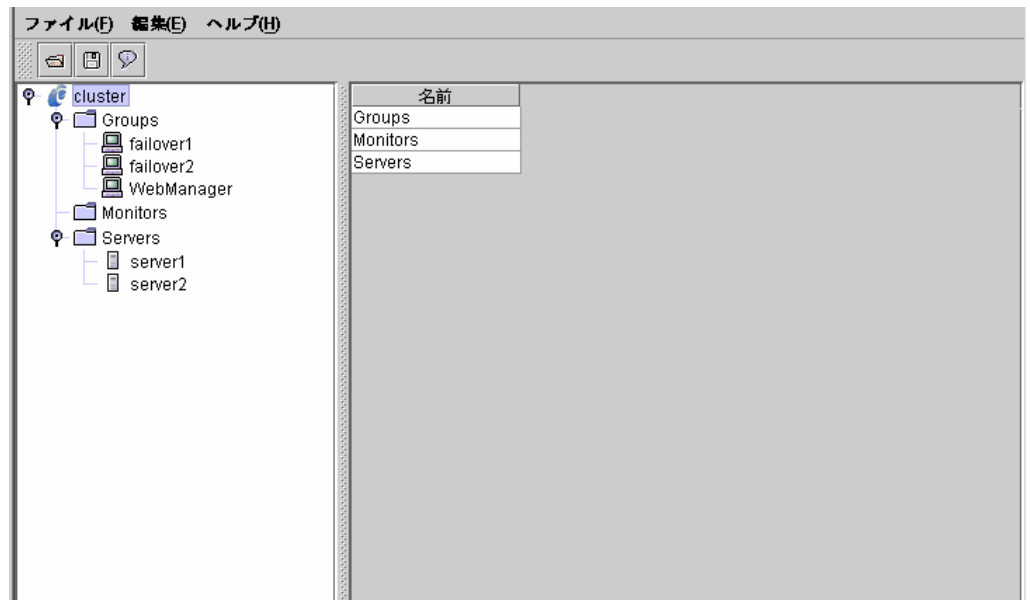 ファイル(F) 編集(E) ヘルプ(H)
cluster
Groups
failover1
failover2
WebManager
Monitors
Servers
server1
server2
名前
Groups
Monitors
Servers